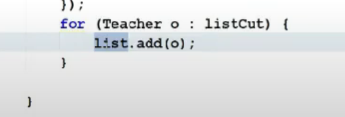 });
for (Teacher o : listCut) {
list.add(o);
}
}